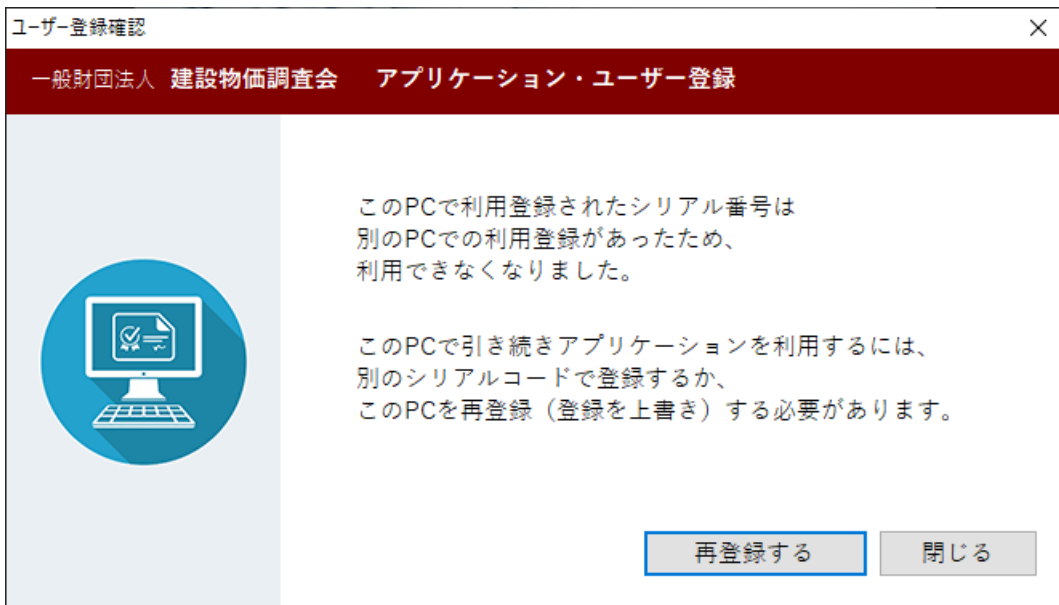 ユーザー登録確認
一般財団法人 建設物価調査会 アプリケーション・ユーザー登録
このPCで利用登録されたシリアル番号は
別のPCでの利用登録があったため、
利用できなくなりました。
このPCで引き続きアプリケーションを利用するには、
別のシリアルコードで登録するか、
このPCを再登録（登録を上書き）する必要があります。
再登録する 閉じる